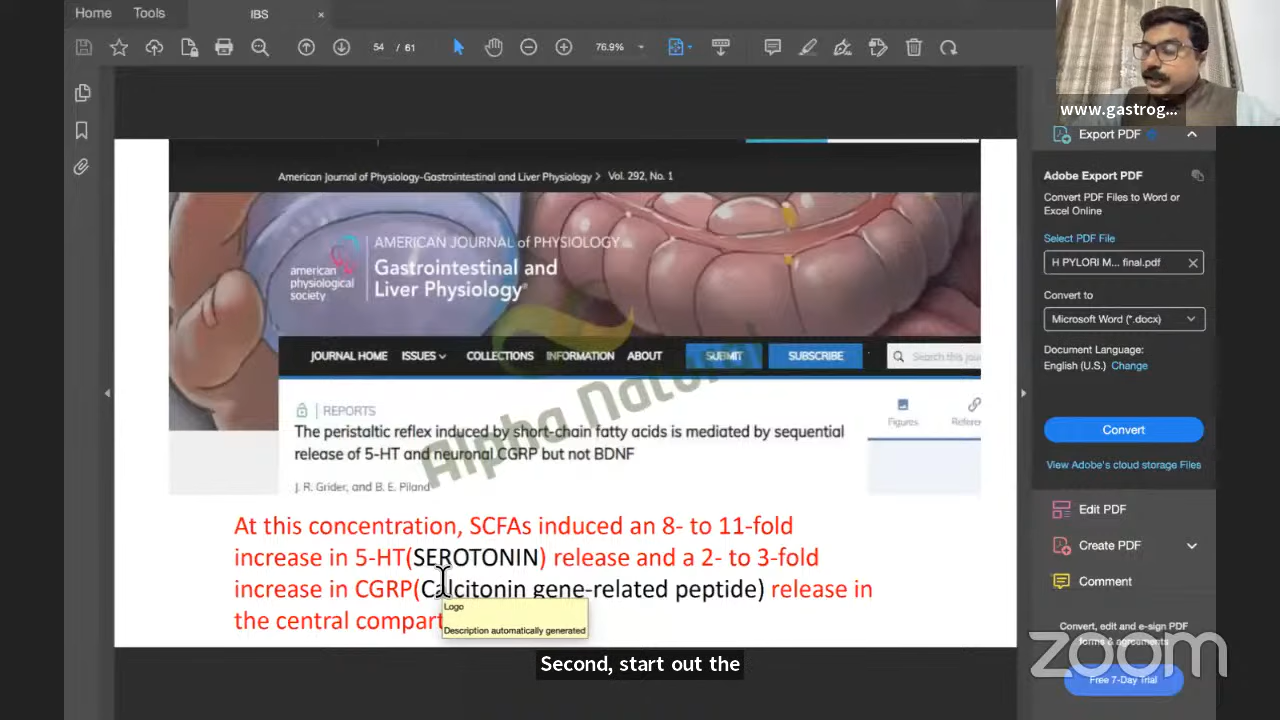 Home Tools IBS ×
54 / 61 76.9%
www.gastrog...
Export PDF
Adobe Export PDF
Convert PDF Files to Word or
Excel Online
Select PDF File
H PYLORI M... final.pdf
Convert to
Microsoft Word (*.docx)
Document Language:
English (U.S.) Change
Convert
View Adobe's cloud storage Files
Edit PDF
Create PDF
Comment
Convert, edit and e-sign PDF
forms & agreements
Free 7-Day Trial
zoom
American Journal of Physiology-Gastrointestinal and Liver Physiology > Vol. 292, No. 1
american
physiological
society
AMERICAN JOURNAL of PHYSIOLOGY
Gastrointestinal and
Liver Physiology®
JOURNAL HOME ISSUES COLLECTIONS INFORMATION ABOUT SUBMIT SUBSCRIBE Search this jou
REPORTS
Figures Referen
The peristaltic reflex induced by short-chain fatty acids is mediated by sequential
release of 5-HT and neuronal CGRP but not BDNF
J. R. Grider, and B. E. Piland
Alpha Natural
At this concentration, SCFAs induced an 8- to 11-fold
increase in 5-HT(SEROTONIN) release and a 2- to 3-fold
increase in CGRP(Calcitonin gene-related peptide) release in
the central compart
Logo
Description automatically generated
Second, start out the